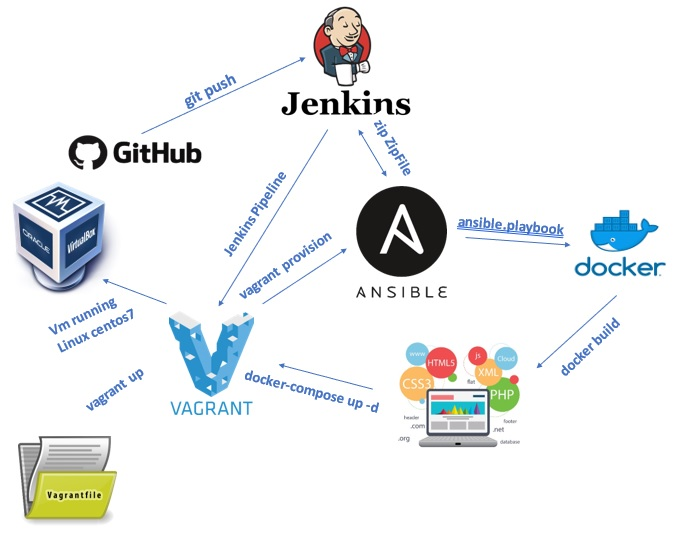 git push
Jenkins
GitHub
zip ZipFile
Jenkins Pipeline
ORACLE
VirtualBox
vagrant provision
ansible.playbook
docker
ANSIBLE
Vm running
Linux centos7
docker build
vagrant up
VAGRANT
docker-compose up -d
www
HTML5
js
Cloud
XML
CSS3
flat
PHP
header
.com
.org
footer
.net
database
Vagrantfile